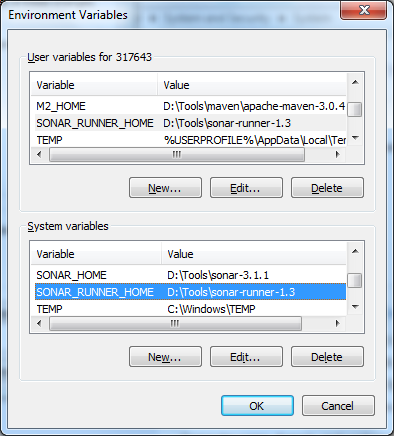 Environment Variables
User variables for 317643
Variable Value
M2_HOME D:\Tools\maven\apache-maven-3.0.4
SONAR_RUNNER_HOME D:\Tools\sonar-runner-1.3
TEMP %USERPROFILE%\AppData\Local\Ter
New... Edit... Delete
System variables
Variable Value
SONAR_HOME D:\Tools\sonar-3.1.1
SONAR_RUNNER_HOME D:\Tools\sonar-runner-1.3
TEMP C:\Windows\TEMP
New... Edit... Delete
OK Cancel